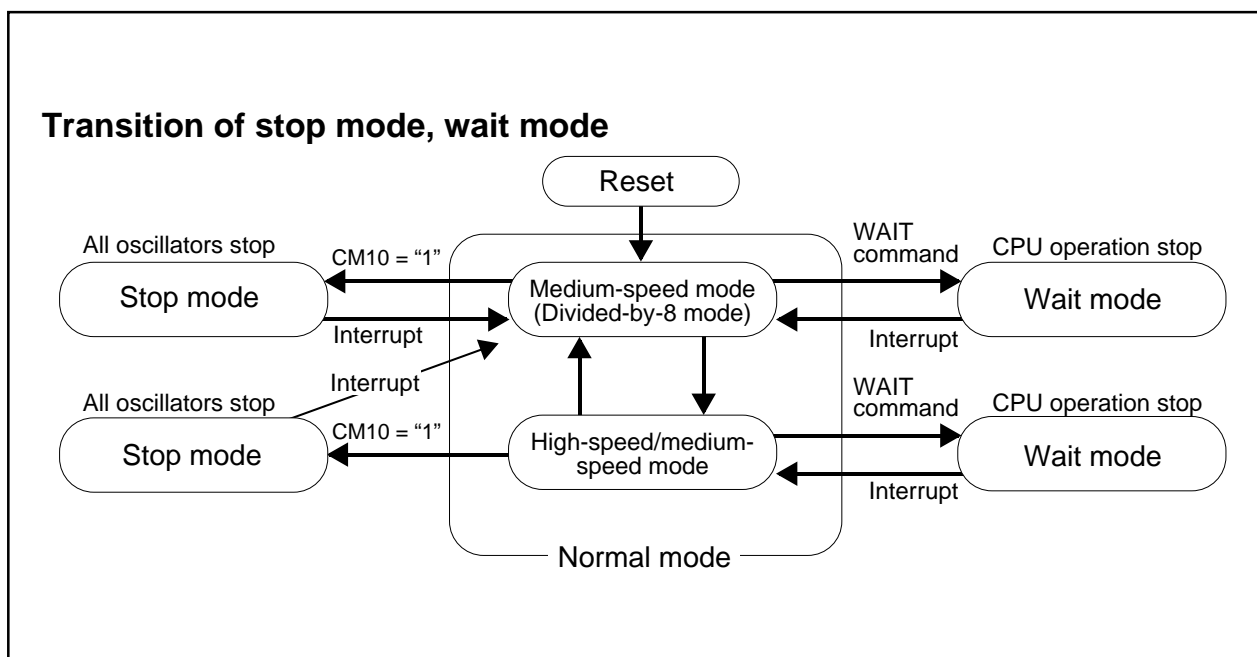 Transition of stop mode, wait mode
Reset
All oscillators stop
CM10 = “1”
WAIT
command
CPU operation stop
Stop mode
Medium-speed mode
(Divided-by-8 mode)
Wait mode
Interrupt
Interrupt
Interrupt
All oscillators stop
CM10 = “1”
WAIT
command
CPU operation stop
Stop mode
High-speed/medium-
speed mode
Wait mode
Interrupt
Normal mode